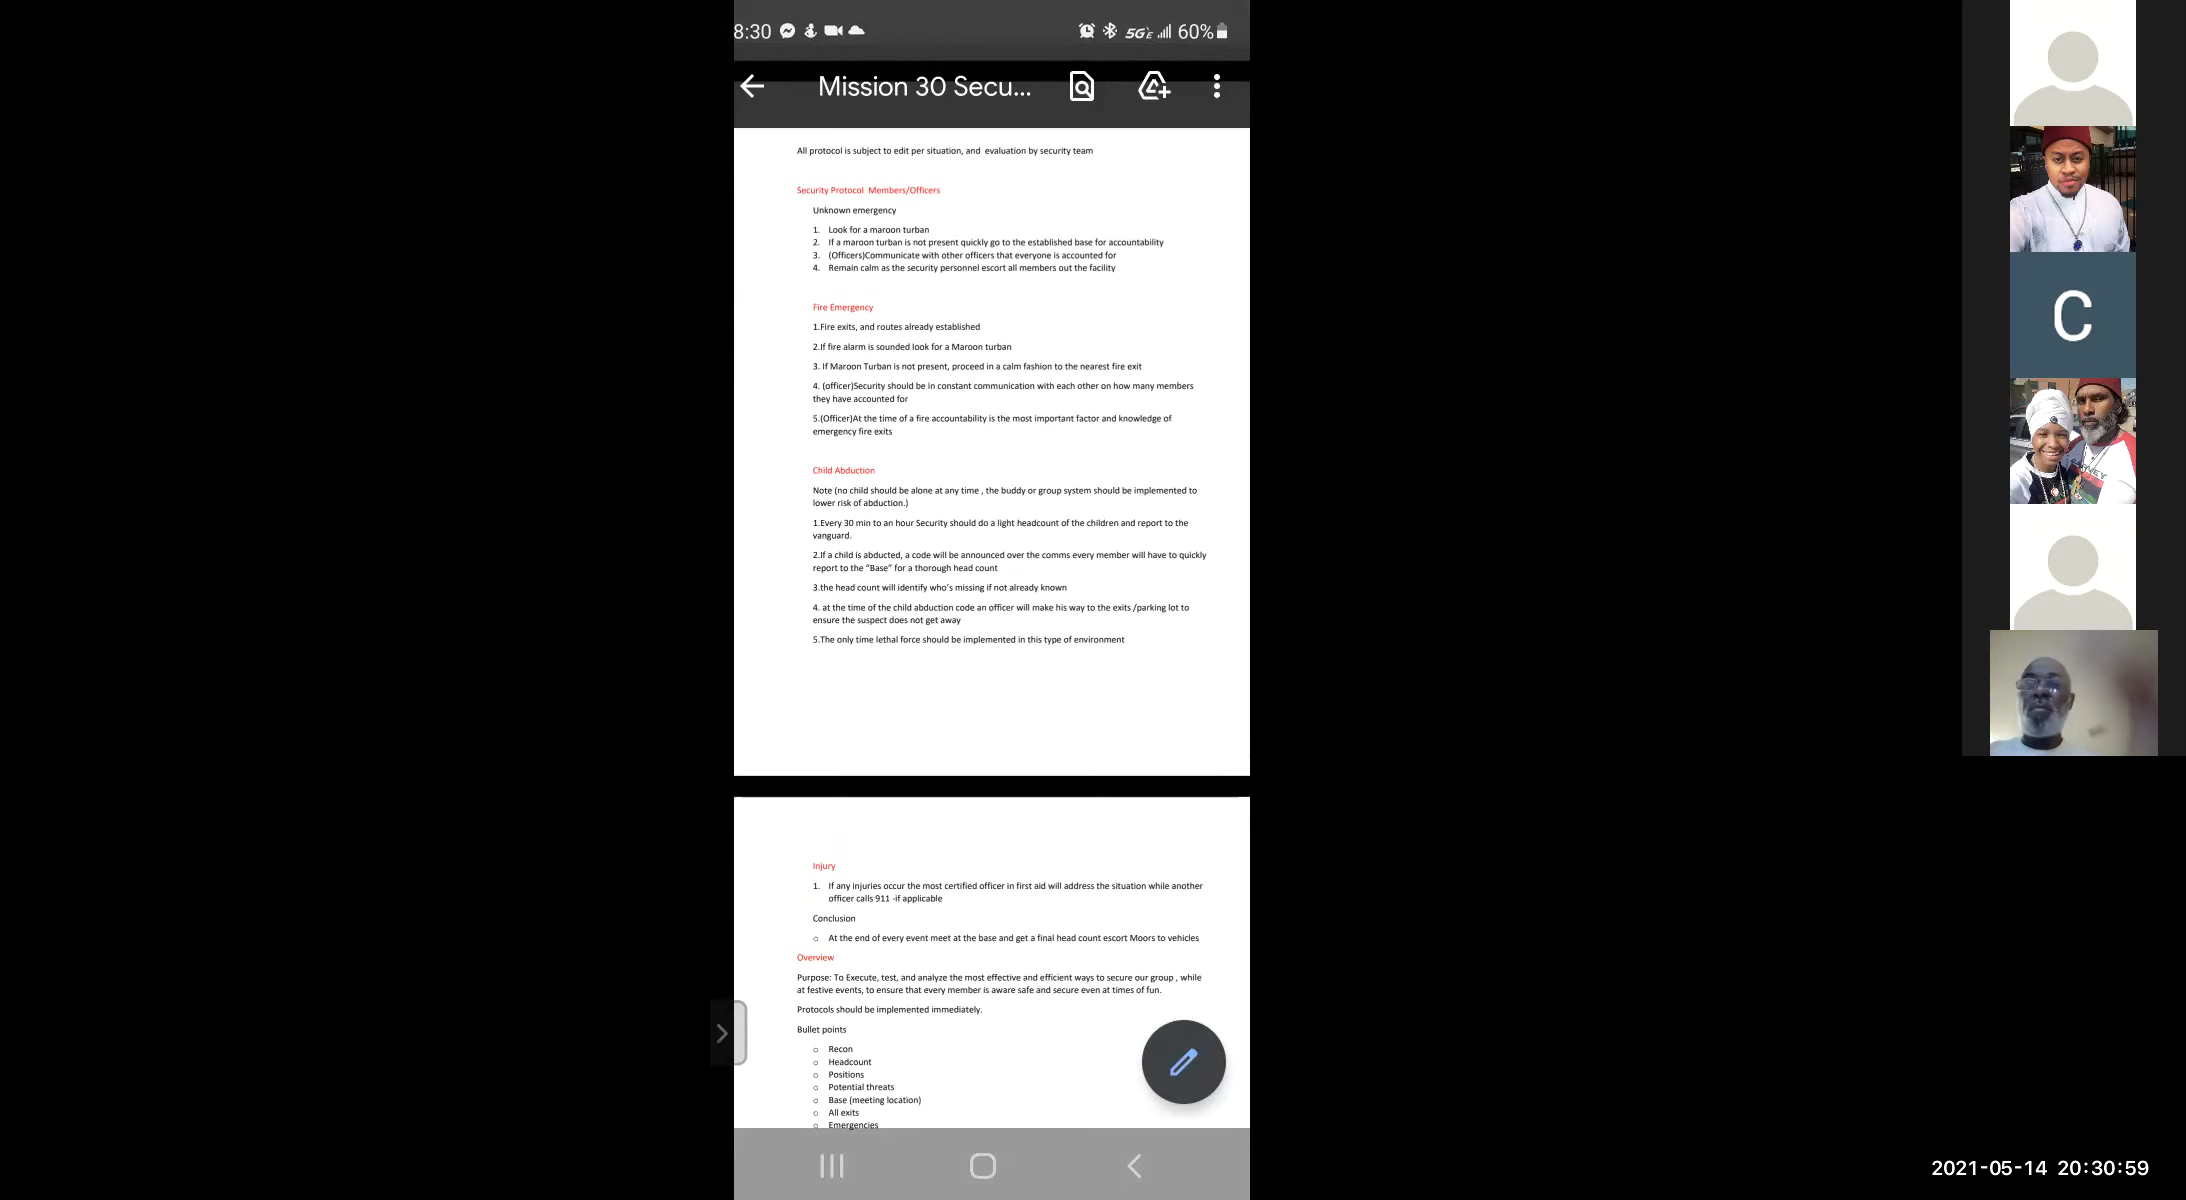 8:30
5GE 60%
Mission 30 Secu...
All protocol is subject to edit per situation, and evaluation by security team
Security Protocol Members/Officers
Unknown emergency
1. Look for a maroon turban
2. If a maroon turban is not present quickly go to the established base for accountability
3. (Officers)Communicate with other officers that everyone is accounted for
4. Remain calm as the security personnel escort all members out the facility
Fire Emergency
1.Fire exits, and routes already established
2.If fire alarm is sounded look for a Maroon turban
3. If Maroon Turban is not present, proceed in a calm fashion to the nearest fire exit
4. (officer)Security should be in constant communication with each other on how many members
they have accounted for
5.(Officer)At the time of a fire accountability is the most important factor and knowledge of
emergency fire exits
Child Abduction
Note (no child should be alone at any time , the buddy or group system should be implemented to
lower risk of abduction.)
1.Every 30 min to an hour Security should do a light headcount of the children and report to the
vanguard.
2.If a child is abducted, a code will be announced over the comms every member will have to quickly
report to the “Base” for a thorough head count
3.the head count will identify who's missing if not already known
4. at the time of the child abduction code an officer will make his way to the exits /parking lot to
ensure the suspect does not get away
5.The only time lethal force should be implemented in this type of environment
Injury
1. If any injuries occur the most certified officer in first aid will address the situation while another
officer calls 911 -if applicable
Conclusion
o At the end of every event meet at the base and get a final head count escort Moors to vehicles
Overview
Purpose: To Execute, test, and analyze the most effective and efficient ways to secure our group , while
at festive events, to ensure that every member is aware safe and secure even at times of fun.
Protocols should be implemented immediately.
Bullet points
o Recon
o Headcount
o Positions
o Potential threats
o Base (meeting location)
o All exits
o Emergencies
C
2021-05-14 20:30:59